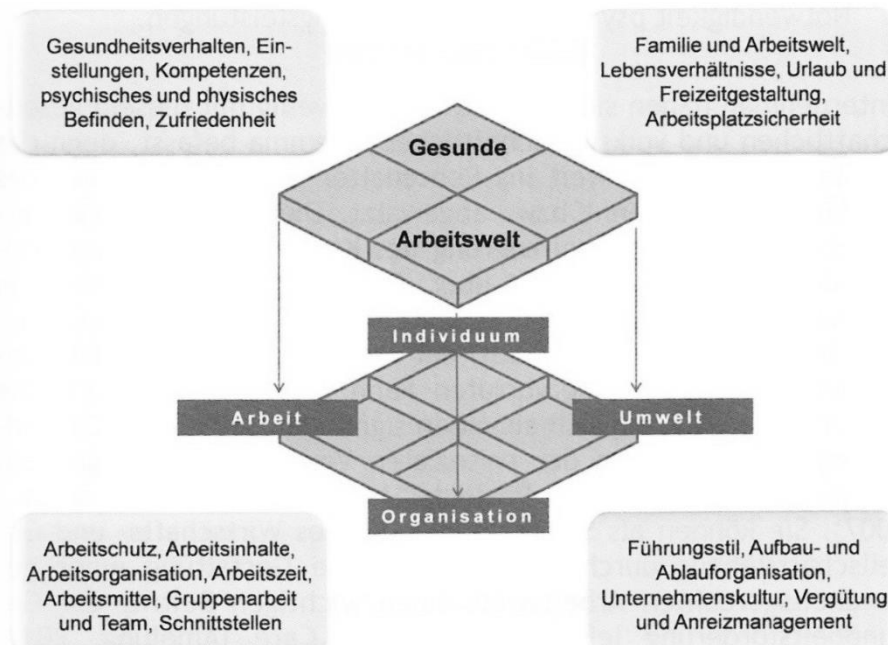 Gesundheitsverhalten, Ein-
stellungen, Kompetenzen,
psychisches und physisches
Befinden, Zufriedenheit
Familie und Arbeitswelt,
Lebensverhältnisse, Urlaub und
Freizeitgestaltung,
Arbeitsplatzsicherheit
Gesunde
Arbeitswelt
Individuum
Arbeit
Umwelt
Organisation
Arbeitschutz, Arbeitsinhalte,
Arbeitsorganisation, Arbeitszeit,
Arbeitsmittel, Gruppenarbeit
und Team, Schnittstellen
Führungsstil, Aufbau- und
Ablauforganisation,
Unternehmenskultur, Vergütung
und Anreizmanagement